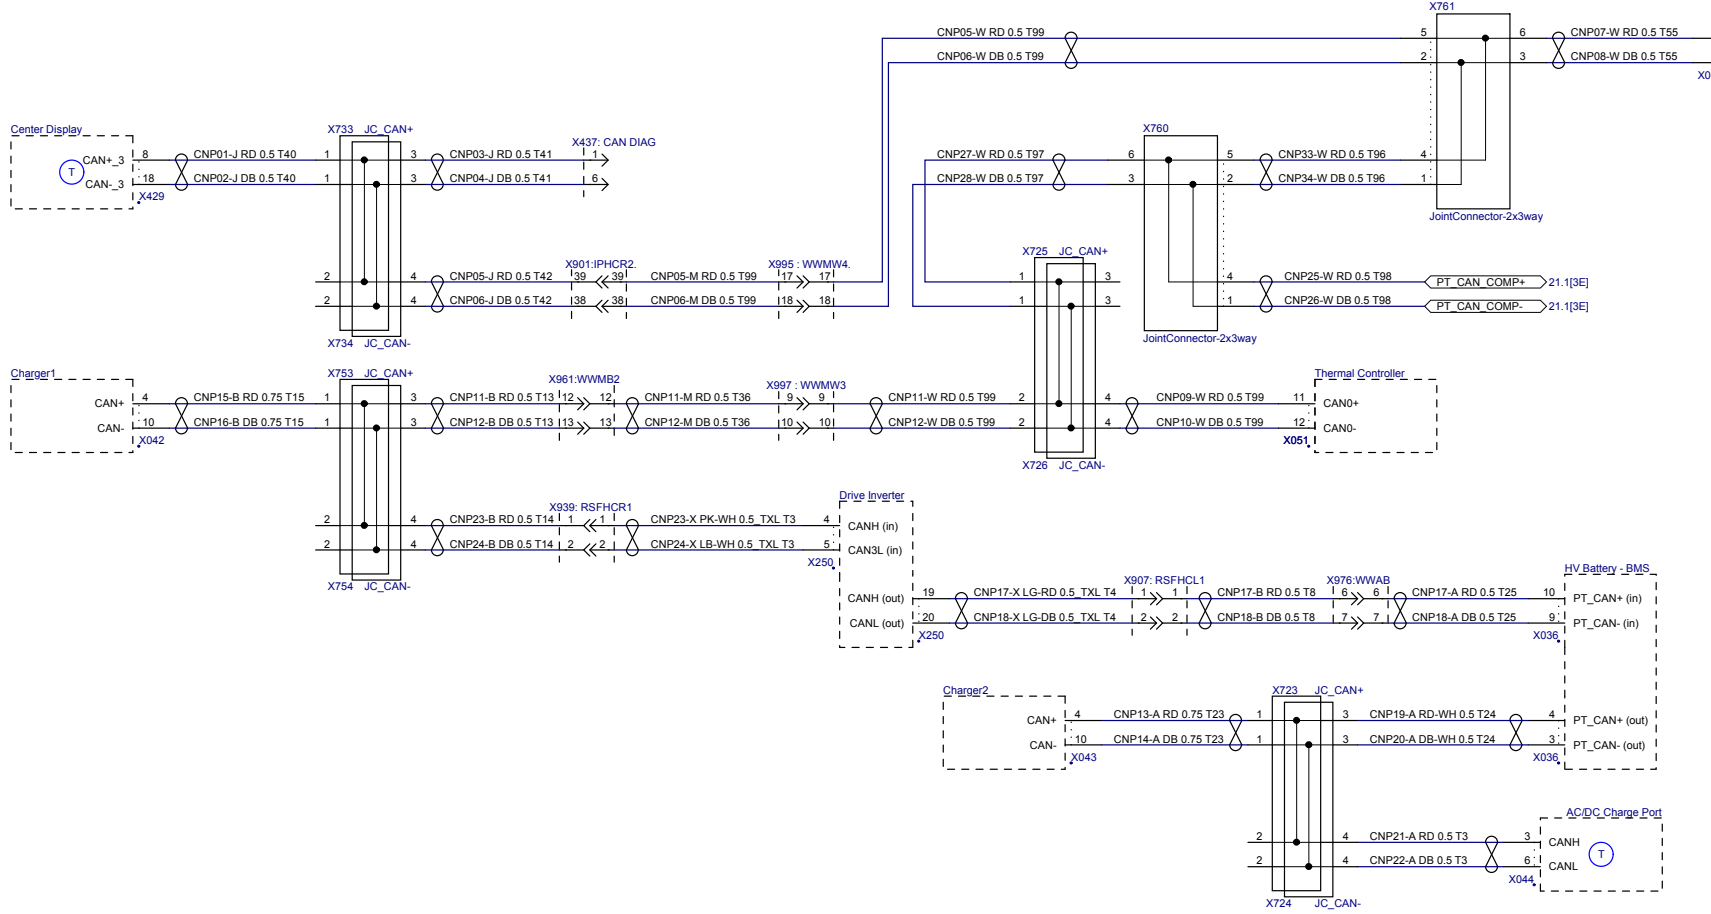 X761
5 CNP05-W RD 0.5 T99 6 CNP07-W RD 0.5 T55
2 CNP06-W DB 0.5 T99 3 CNP08-W DB 0.5 T55
X0
Center Display
X733 JC_CAN+
X437: CAN DIAG
X760
CAN+_3 8 CNP01-J RD 0.5 T40 1 3 CNP03-J RD 0.5 T41 1
T
CAN-_3 18 CNP02-J DB 0.5 T40 1 3 CNP04-J DB 0.5 T41 6
X429
CNP27-W RD 0.5 T97 6 5 CNP33-W RD 0.5 T96 4
CNP28-W DB 0.5 T97 3 2 CNP34-W DB 0.5 T96 1
JointConnector-2x3way
X901:IPHCR2. X995 : WWMW4.
X725 JC_CAN+
2 4 CNP05-J RD 0.5 T42 39 39 CNP05-M RD 0.5 T99 17 17
2 4 CNP06-J DB 0.5 T42 38 38 CNP06-M DB 0.5 T99 18 18
1 3 4 CNP25-W RD 0.5 T98 PT_CAN_COMP+ 21.1[3E]
1 3 1 CNP26-W DB 0.5 T98 PT_CAN_COMP- 21.1[3E]
X734 JC_CAN-
JointConnector-2x3way
Charger1
X753 JC_CAN+
X961:WWMB2
X997 : WWMW3
Thermal Controller
CAN+ 4 CNP15-B RD 0.75 T15 1 3 CNP11-B RD 0.5 T13 12 12 CNP11-M RD 0.5 T36 9 9 CNP11-W RD 0.5 T99 2 4 CNP09-W RD 0.5 T99 11 CAN0+
CAN- 10 CNP16-B DB 0.75 T15 1 3 CNP12-B DB 0.5 T13 13 13 CNP12-M DB 0.5 T36 10 10 CNP12-W DB 0.5 T99 2 4 CNP10-W DB 0.5 T99 12 CAN0-
X042
X051
X726 JC_CAN-
X939: RSFHCR1
Drive Inverter
2 4 CNP23-B RD 0.5 T14 1 1 CNP23-X PK-WH 0.5_TXL T3 4 CANH (in)
2 4 CNP24-B DB 0.5 T14 2 2 CNP24-X LB-WH 0.5_TXL T3 5 CAN3L (in)
X250
X754 JC_CAN-
X907: RSFHCL1
X976:WWAB
HV Battery - BMS
CANH (out) 19 CNP17-X LG-RD 0.5_TXL T4 1 1 CNP17-B RD 0.5 T8 6 6 CNP17-A RD 0.5 T25 10 PT_CAN+ (in)
CANL (out) 20 CNP18-X LG-DB 0.5_TXL T4 2 2 CNP18-B DB 0.5 T8 7 7 CNP18-A DB 0.5 T25 9 PT_CAN- (in)
X250
X036
Charger2
X723 JC_CAN+
CAN+ 4 CNP13-A RD 0.75 T23 1 3 CNP19-A RD-WH 0.5 T24 4 PT_CAN+ (out)
CAN- 10 CNP14-A DB 0.75 T23 1 3 CNP20-A DB-WH 0.5 T24 3 PT_CAN- (out)
X043
X036
AC/DC Charge Port
2 4 CNP21-A RD 0.5 T3 3 CANH
T
2 4 CNP22-A DB 0.5 T3 6 CANL
X044
X724 JC_CAN-